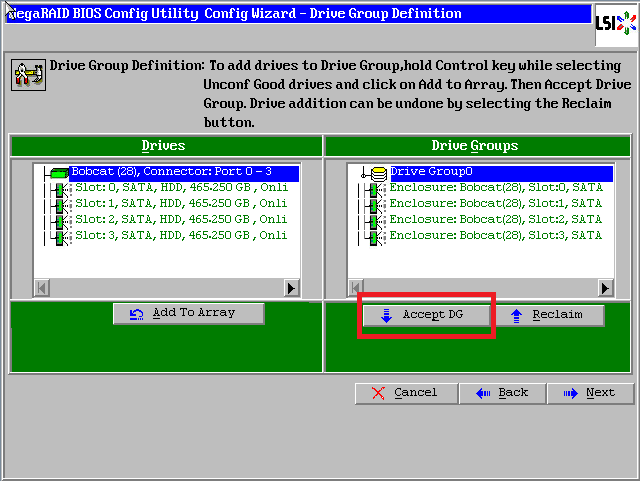 egaRAID BIOS Config Utility Config Wizard - Drive Group Definition
LSI
Drive Group Definition: To add drives to Drive Group,hold Control key while selecting
Unconf Good drives and click on Add to Array. Then Accept Drive
Group. Drive addition can be undone by selecting the Reclaim
button.
Drives
Drive Groups
Bobcat (28), Connector: Port 0 - 3
Slot: 0, SATA, HDD, 465.250 GB , Onli
Slot: 1, SATA, HDD, 465.250 GB , Onli
Slot: 2, SATA, HDD, 465.250 GB , Onli
Slot: 3, SATA, HDD, 465.250 GB , Onli
Drive Group0
Enclosure: Bobcat(28), Slot:0, SATA
Enclosure: Bobcat(28), Slot:1, SATA
Enclosure: Bobcat(28), Slot:2, SATA
Enclosure: Bobcat(28), Slot:3, SATA
Add To Array
Accept DG
Reclaim
Cancel
Back
Next